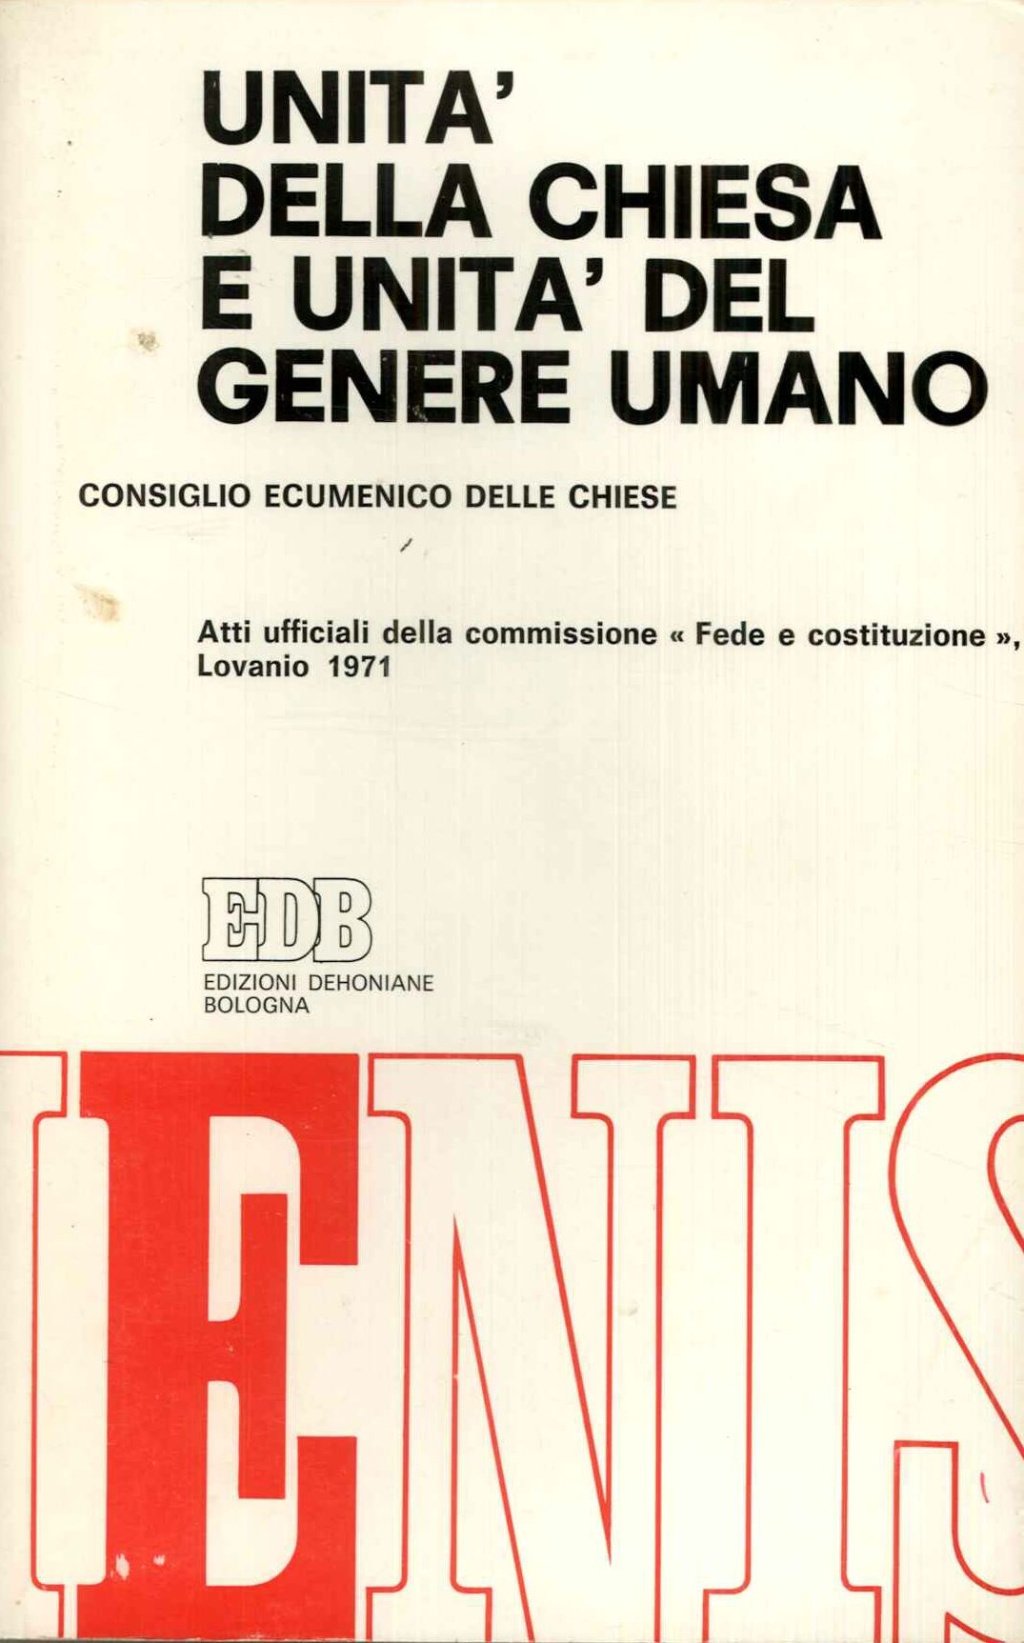 UNITA'
DELLA CHIESA
E UNITA' DEL
GENERE UMANO
CONSIGLIO ECUMENICO DELLE CHIESE
Atti ufficiali della commissione « Fede e costituzione »,
Lovanio 1971
EDB
EDIZIONI DEHONIANE
BOLOGNA
IENIS